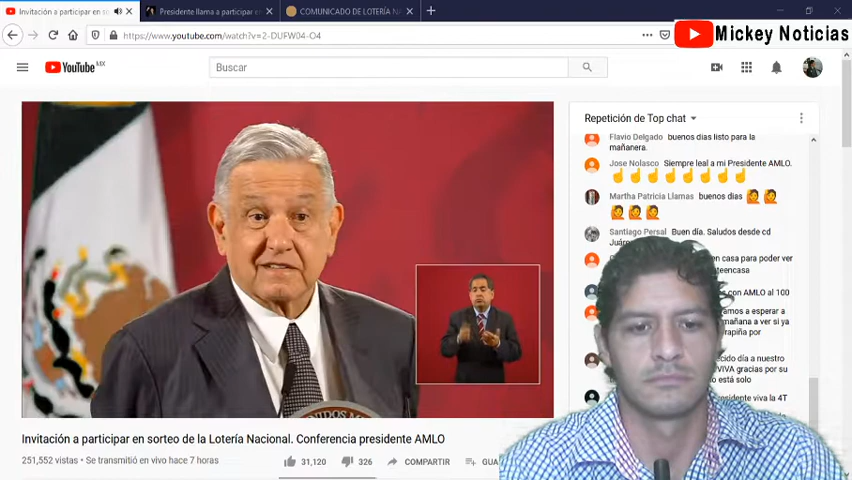 Invitación a participar en so
Presidente llama a participar en
COMUNICADO DE LOTERÍA NA
https://www.youtube.com/watch?v=2-DUFW04-O4
Mickey Noticias
YouTube MX
Buscar
Repetición de Top chat
Flavio Delgado buenos días listo para la
mañanera.
Jose Nolasco Siempre leal a mi Presidente AMLO.
Martha Patricia Llamas buenos dias
Santiago Persal Buen día. Saludos desde cd
Juár
en casa para poder ver
teencasa
s con AMLO al 100
amos a esperar a
mañana a ver si ya
rapiña por
ecido día a nuestro
VIVA gracias por su
o está solo
esidente viva la 4T
Invitación a participar en sorteo de la Lotería Nacional. Conferencia presidente AMLO
251,552 vistas • Se transmitió en vivo hace 7 horas
31,120
326
COMPARTIR
GUA